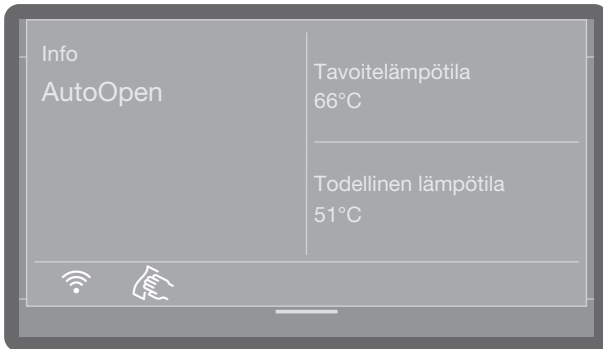 Info
AutoOpen
Tavoitelämpötila
66°C
Todellinen lämpötila
51°C